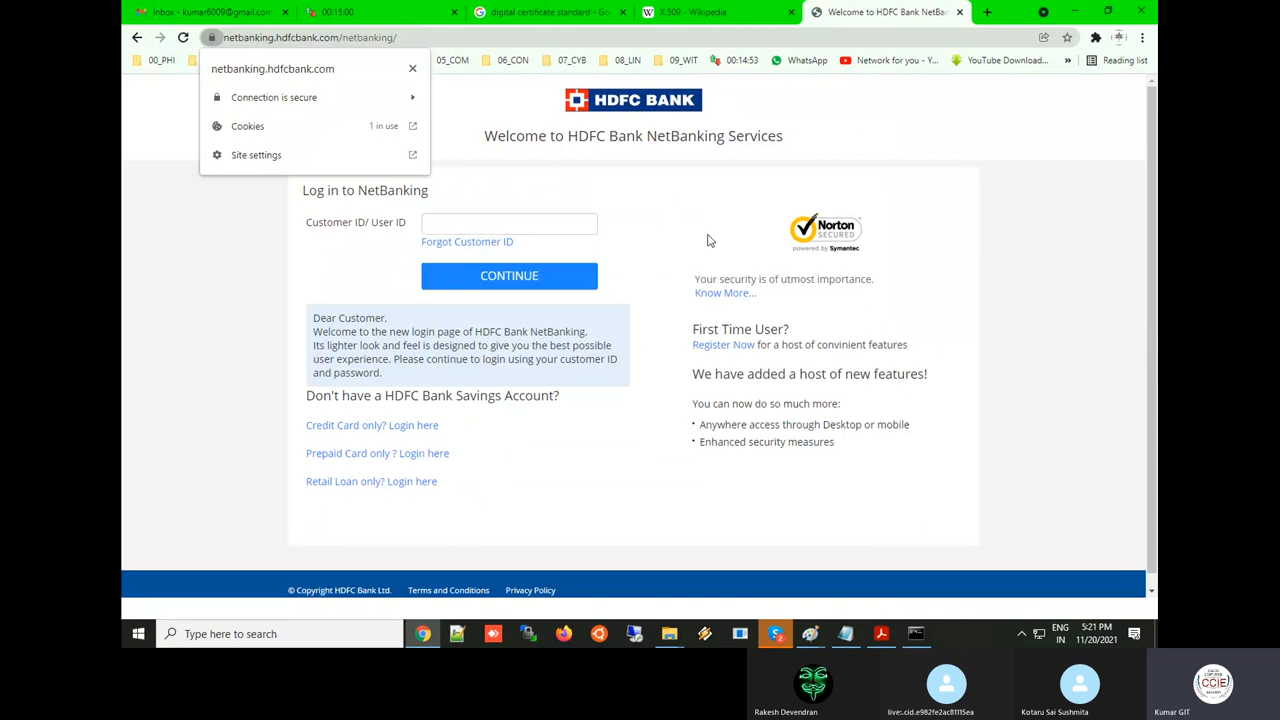 Inbox - kumar6009@gmail.com
00:15:00
digital certificate standard - Go
X.509 - Wikipedia
Welcome to HDFC Bank NetBan
netbanking.hdfcbank.com/netbanking/
00_PHI
05_COM
06_CON
07_CYB
08_LIN
09_WIT
00:14:53
WhatsApp
Network for you - Y...
YouTube Download...
»
Reading list
netbanking.hdfcbank.com
Connection is secure
Cookies
1 in use
Site settings
HDFC BANK
Welcome to HDFC Bank NetBanking Services
Log in to NetBanking
Customer ID/ User ID
Forgot Customer ID
CONTINUE
Dear Customer,
Welcome to the new login page of HDFC Bank NetBanking.
Its lighter look and feel is designed to give you the best possible
user experience. Please continue to login using your customer ID
and password.
Don't have a HDFC Bank Savings Account?
Credit Card only? Login here
Prepaid Card only ? Login here
Retail Loan only? Login here
Norton
SECURED
powered by Symantec
Your security is of utmost importance.
Know More...
First Time User?
Register Now for a host of convinient features
We have added a host of new features!
You can now do so much more:
Anywhere access through Desktop or mobile
Enhanced security measures
© Copyright HDFC Bank Ltd.
Terms and Conditions
Privacy Policy
Type here to search
ENG
IN
5:21 PM
11/20/2021
Rakesh Devendran
live:.cid.e982fe2ac81115ea
Kotaru Sai Sushmita
CCIE
Kumar GIT